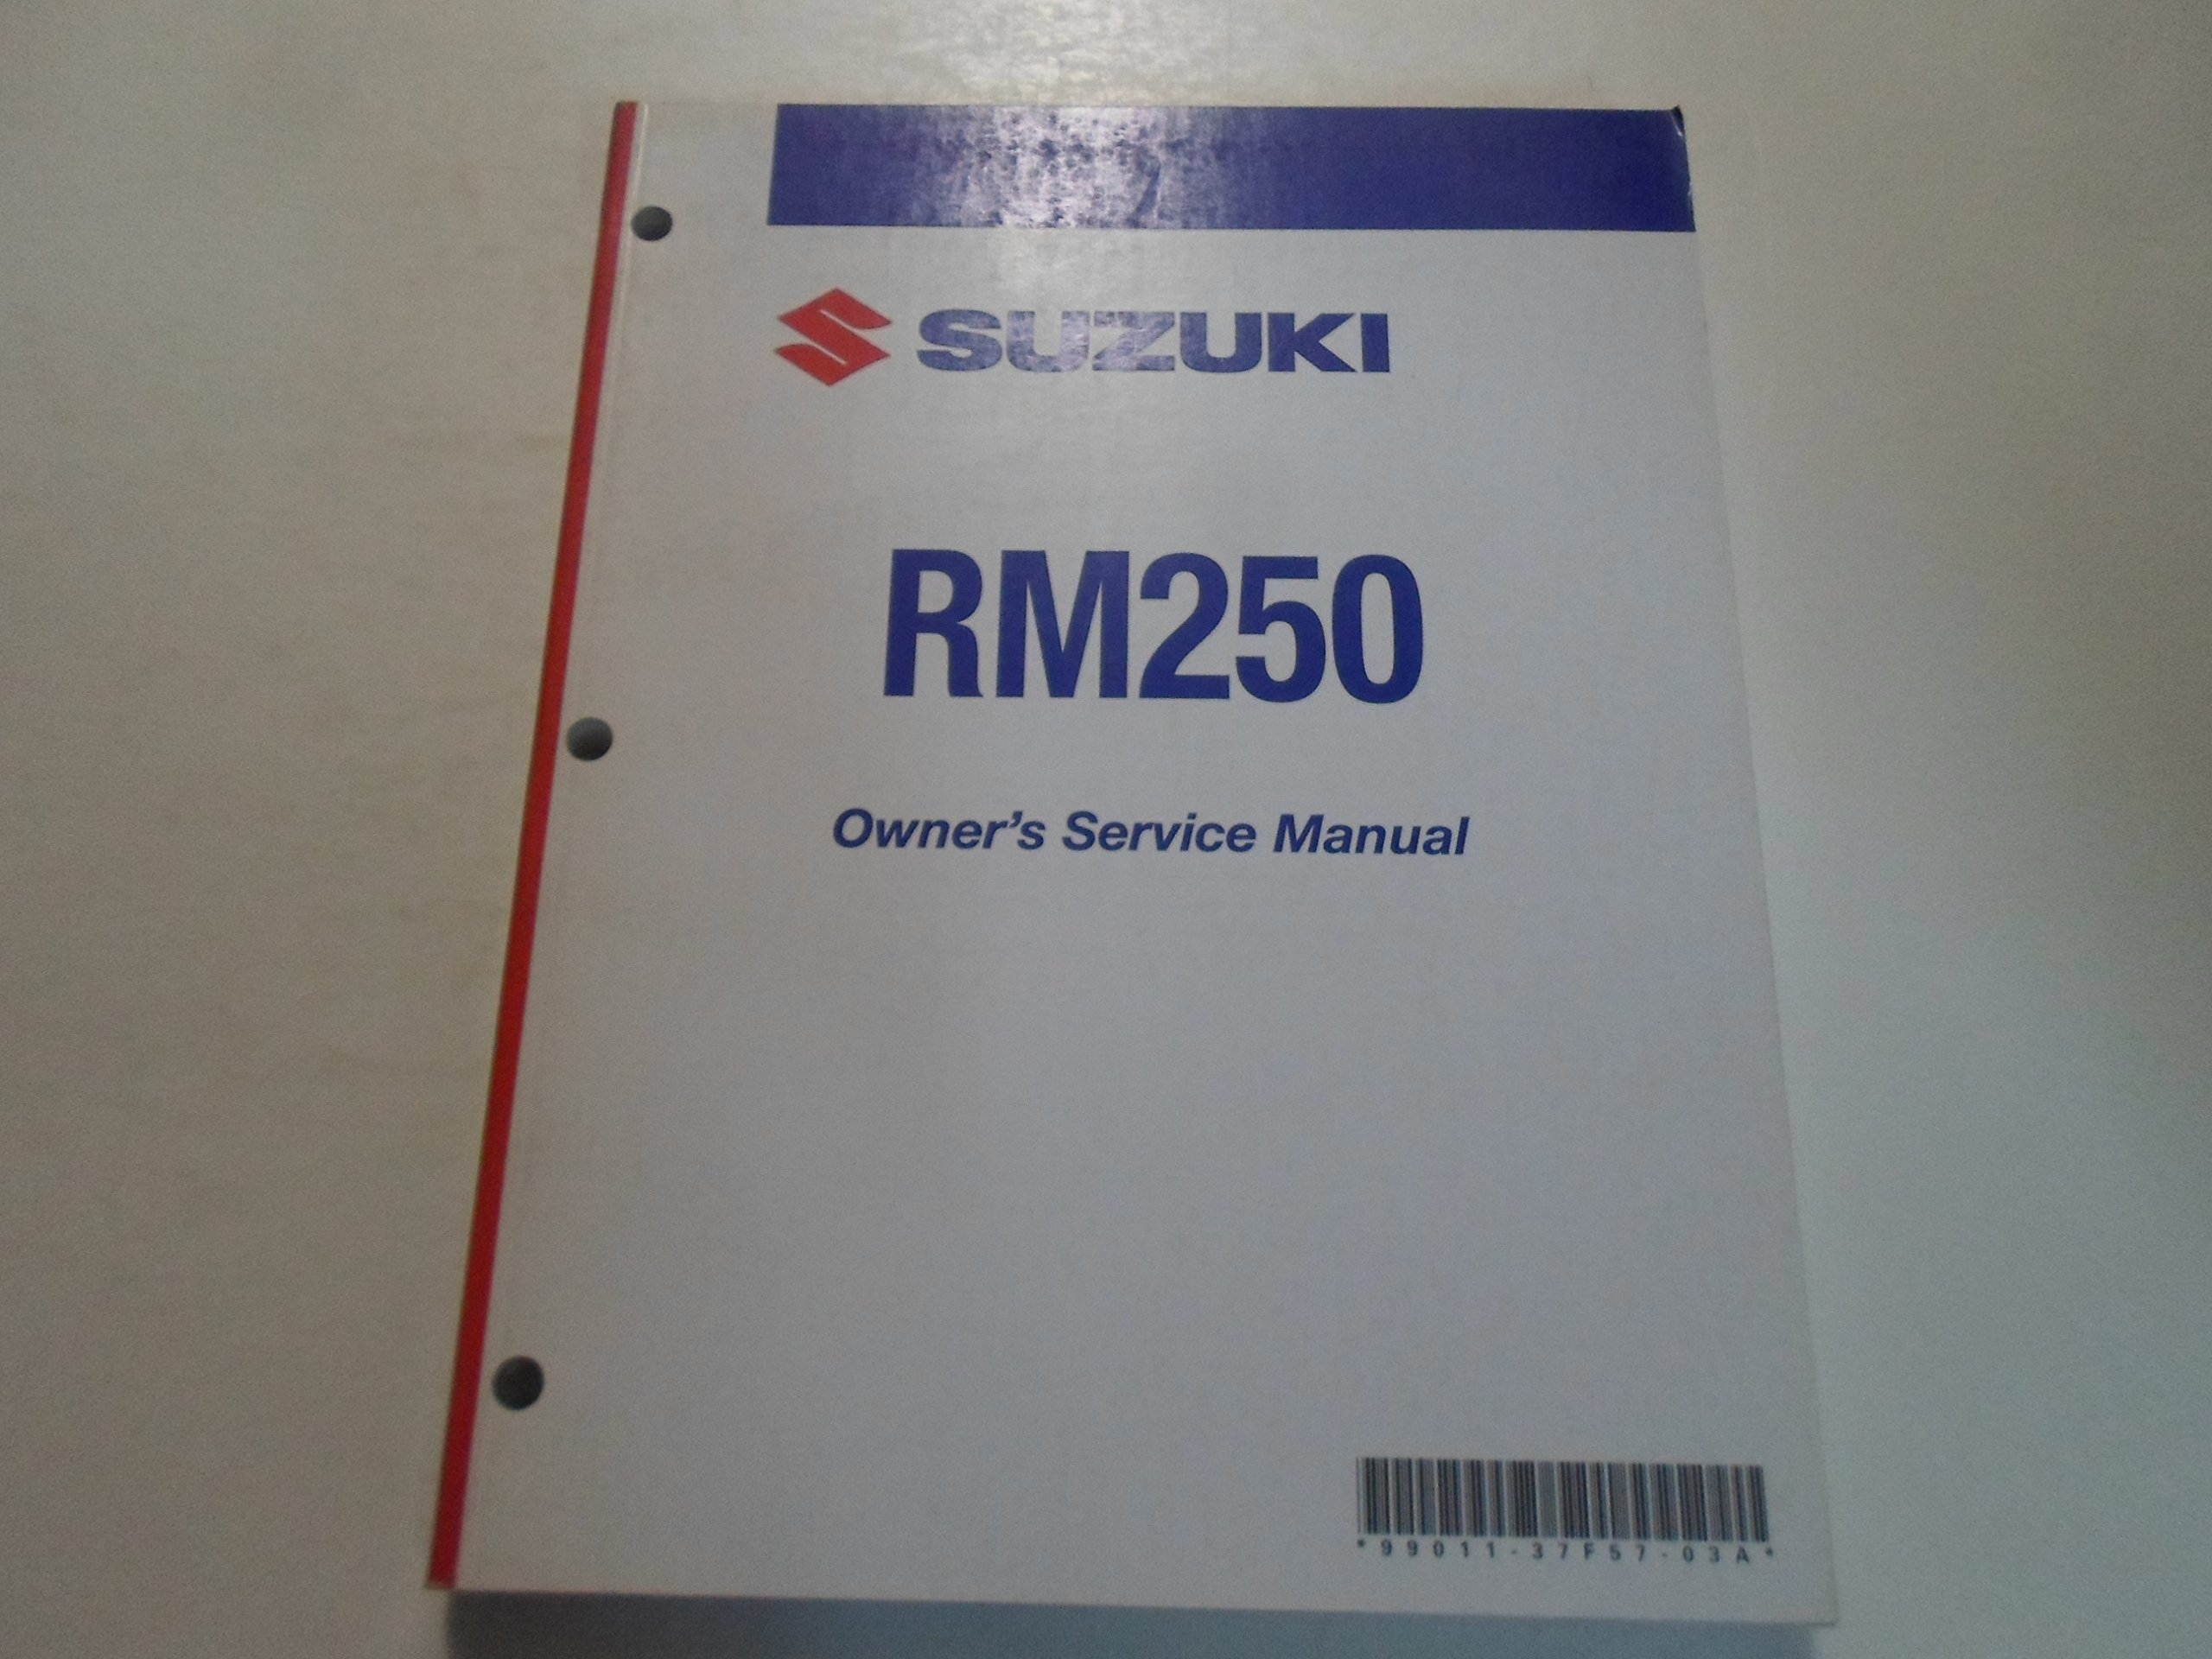 SUZUKI
RM250
Owner's Service Manual
*99011-37F57-03A*